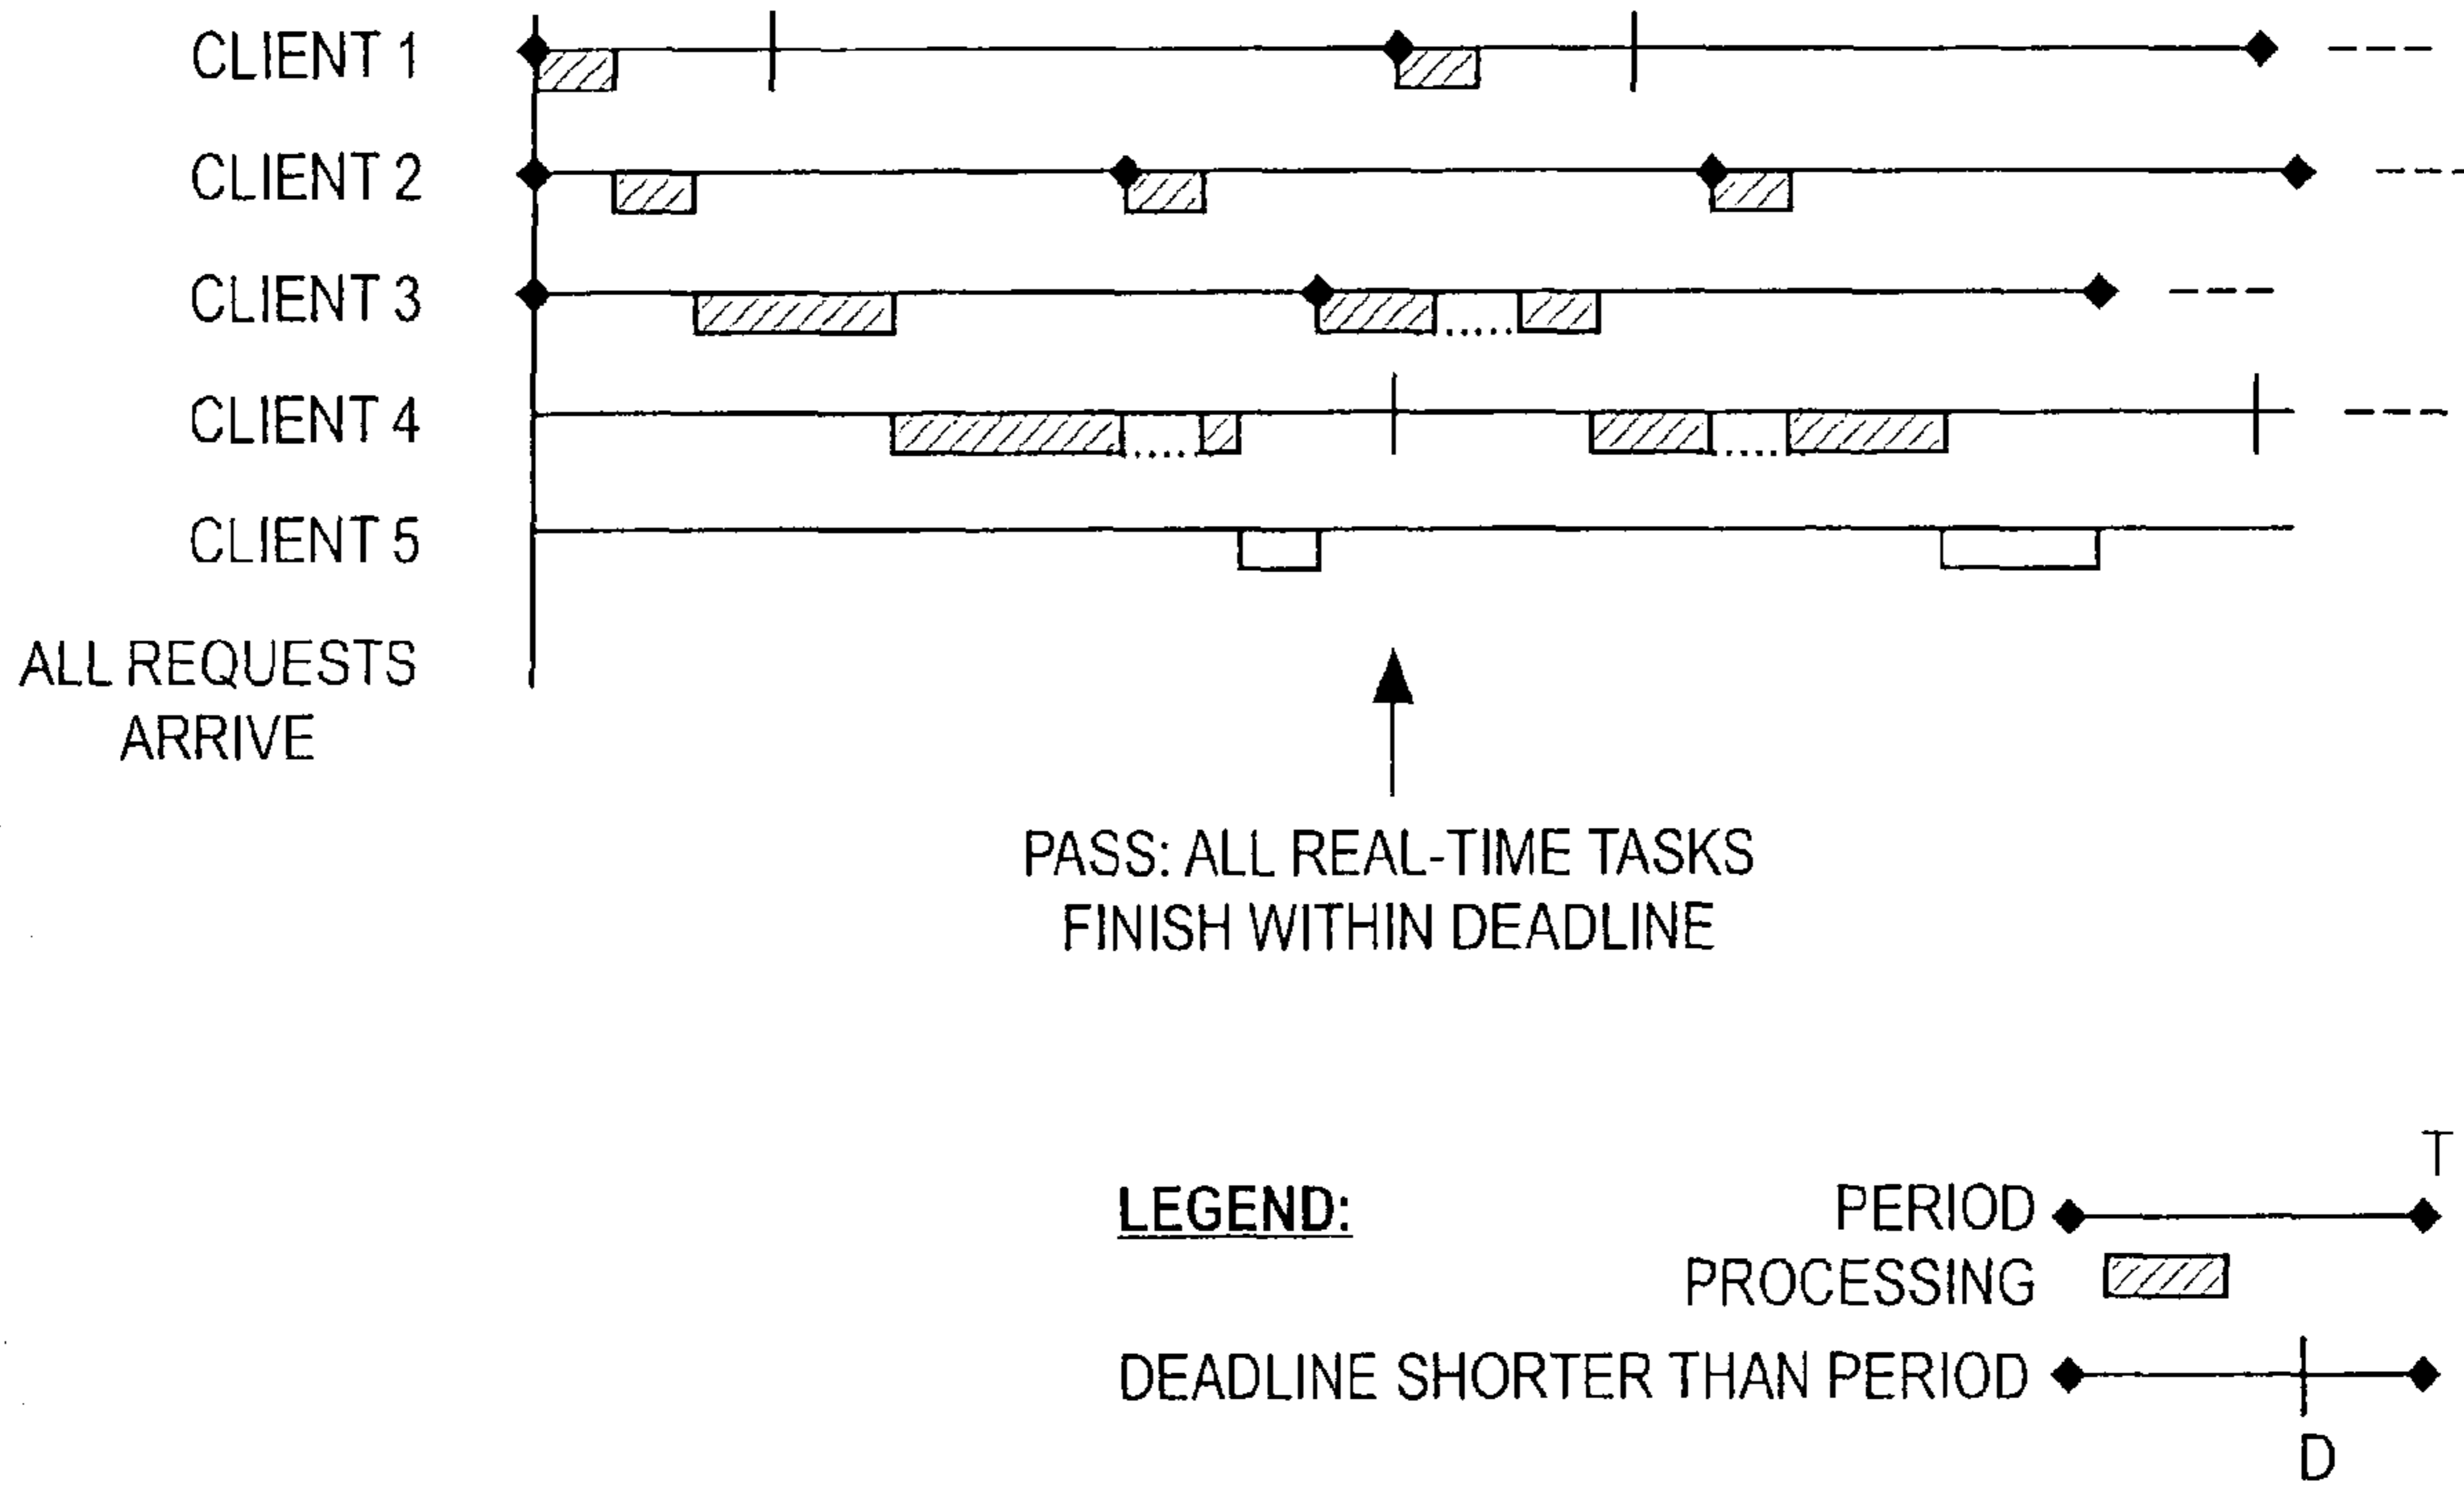 CLIENT 1
CLIENT 2
CLIENT 3
CLIENT 4
CLIENT 5
ALL REQUESTS
ARRIVE
PASS: ALL REAL-TIME TASKS
FINISH WITHIN DEADLINE
LEGEND:
T
PERIOD
PROCESSING
DEADLINE SHORTER THAN PERIOD
D